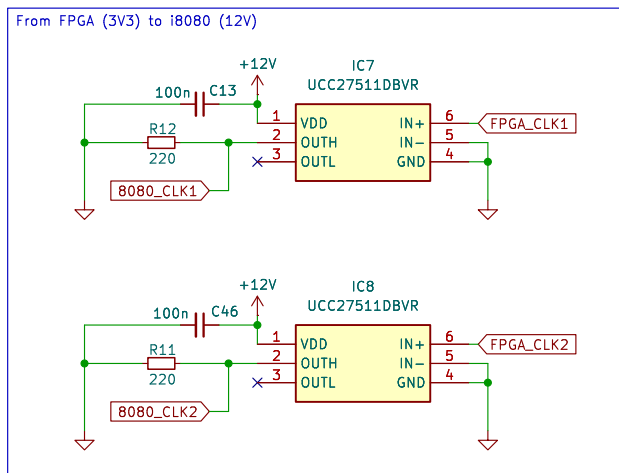 From FPGA (3V3) to i8080 (12V)
+12V
IC7
UCC27511DBVR
100n C13
1 VDD IN+ 6 FPGA_CLK1
R12
2 OUTH IN- 5
220
3 OUTL GND 4
8080_CLK1
+12V
IC8
UCC27511DBVR
100n C46
1 VDD IN+ 6 FPGA_CLK2
R11
2 OUTH IN- 5
220
3 OUTL GND 4
8080_CLK2